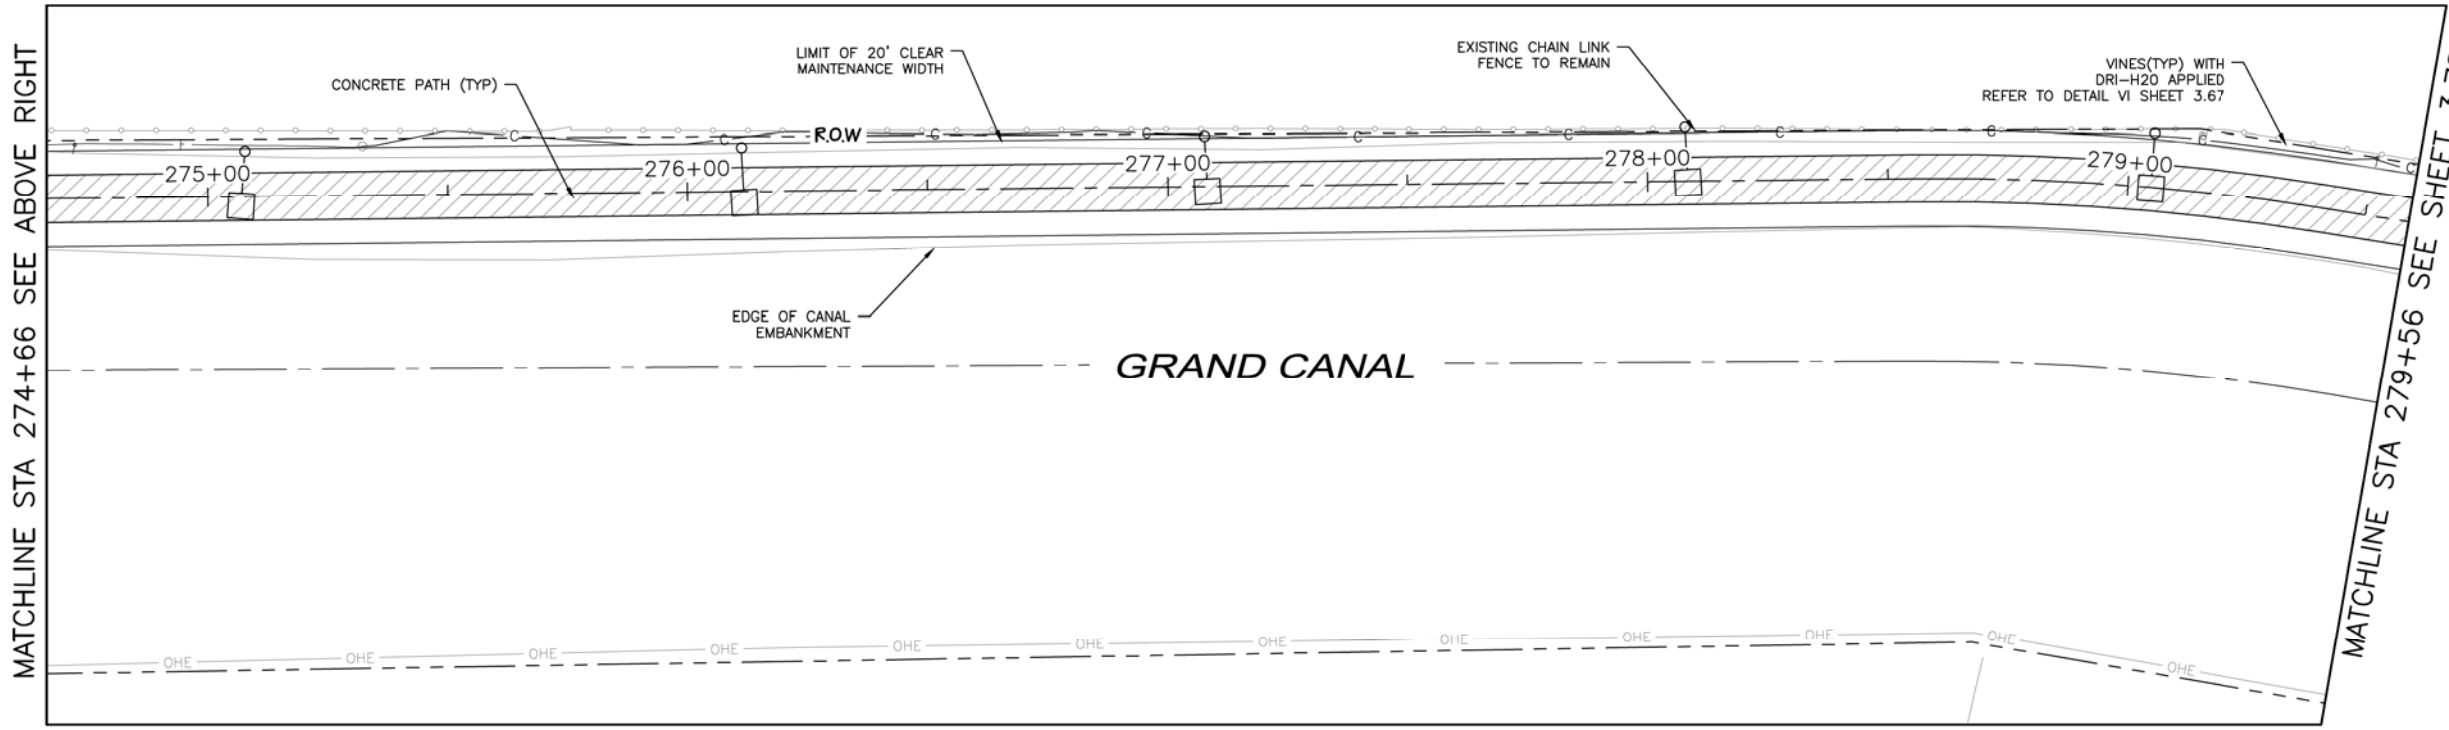 MATCHLINE STA 274+66 SEE ABOVE RIGHT
CONCRETE PATH (TYP)
LIMIT OF 20' CLEAR
MAINTENANCE WIDTH
EXISTING CHAIN LINK
FENCE TO REMAIN
VINES(TYP) WITH
DRI-H20 APPLIED
REFER TO DETAIL VI SHEET 3.67
C
C
R.O.W
C
C
C
C
C
C
C
C
275+00
276+00
277+00
278+00
279+00
EDGE OF CANAL
EMBANKMENT
GRAND CANAL
OHE
OHE
OHE
OHE
OHE
OHE
OHE
OHE
OHE
OHE
OHE
OHE
MATCHLINE STA 279+56 SEE SHEET